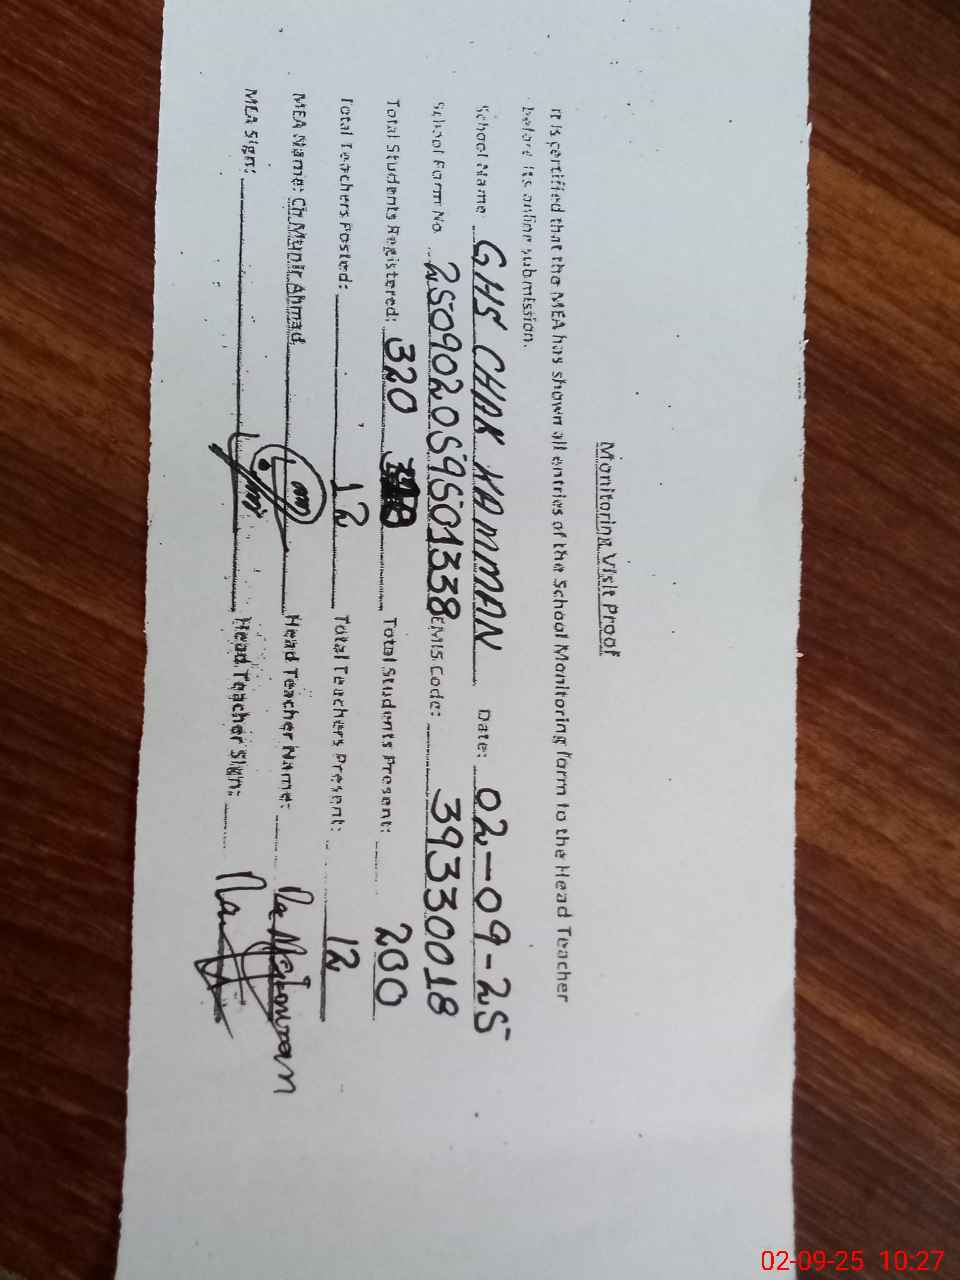 Monitoring Visit Proof
It is certified that the MEA has shown all entries of the School Monitoring Form to the Head Teacher
before its online submission.
School Name: GHS CHAK KAMMAN Date: 02-09-25
School Form No. 25090205950 1338 EMIS Code: 39330018
Total Students Registered: 320 Total Students Present: 200
Total Teachers Posted: 12 Total Teachers Present: 12
MEA Name: Ch Munir Ahmad Head Teacher Name:
MEA Sign: Head Teacher Sign:
02-09-25 10:27